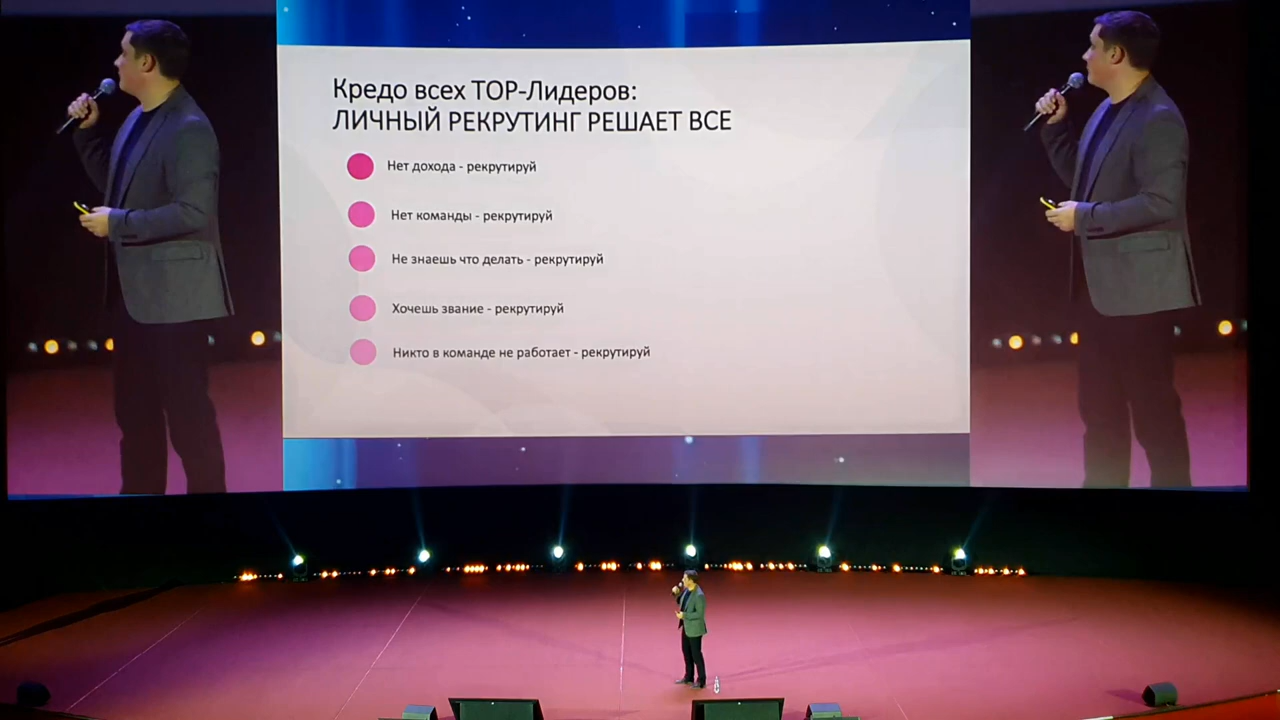 Кредо всех TOP-Лидеров:
ЛИЧНЫЙ РЕКРУТИНГ РЕШАЕТ ВСЕ
Нет дохода - рекрутируй
Нет команды - рекрутируй
Не знаешь что делать - рекрутируй
Хочешь звание - рекрутируй
Никто в команде не работает - рекрутируй